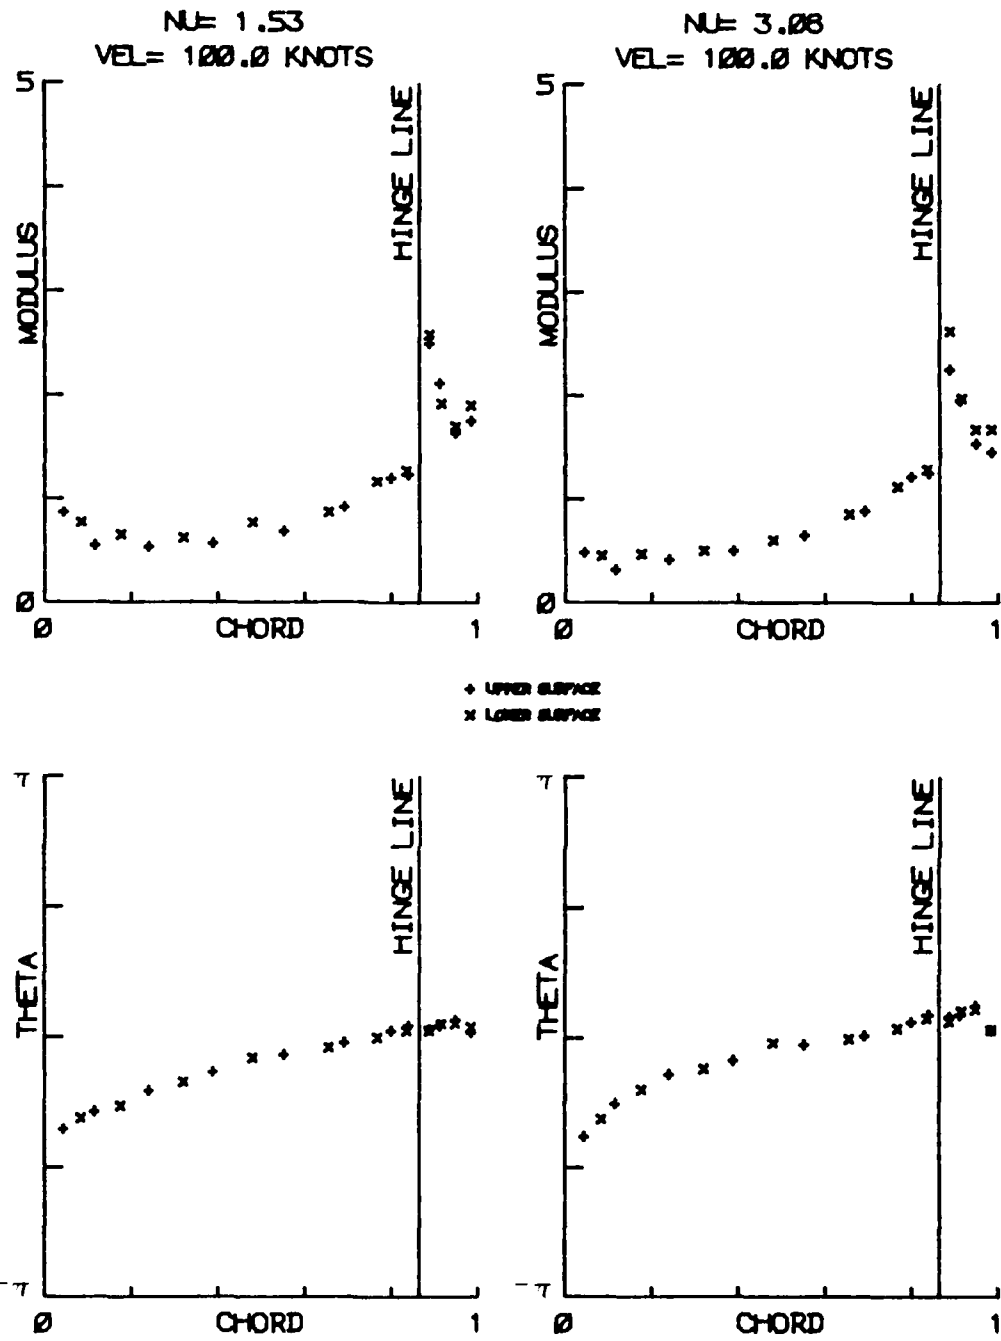 NU= 1.53
VEL= 100.0 KNOTS
NU= 3.08
VEL= 100.0 KNOTS
5
MODULUS
HINGE LINE
0
0
CHORD
1
5
MODULUS
HINGE LINE
0
0
CHORD
1
+ UPPER SURFACE
× LOWER SURFACE
π
THETA
HINGE LINE
-π
0
CHORD
1
π
THETA
HINGE LINE
-π
0
CHORD
1